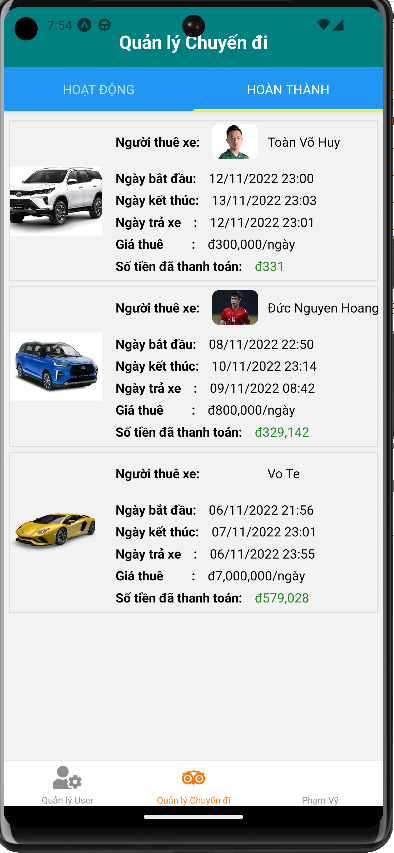 7:54
Quản lý Chuyến đi
HOẠT ĐỘNG HOÀN THÀNH
Người thuê xe: Toàn Võ Huy
Ngày bắt đầu: 12/11/2022 23:00
Ngày kết thúc: 13/11/2022 23:03
Ngày trả xe : 12/11/2022 23:01
Giá thuê : đ300,000/ngày
Số tiền đã thanh toán: đ331
Người thuê xe: Đức Nguyen Hoang
Ngày bắt đầu: 08/11/2022 22:50
Ngày kết thúc: 10/11/2022 23:14
Ngày trả xe : 09/11/2022 08:42
Giá thuê : đ800,000/ngày
Số tiền đã thanh toán: đ329,142
Người thuê xe: Vo Te
Ngày bắt đầu: 06/11/2022 21:56
Ngày kết thúc: 07/11/2022 23:01
Ngày trả xe : 06/11/2022 23:55
Giá thuê : đ7,000,000/ngày
Số tiền đã thanh toán: đ579,028
Quản lý User Quản lý Chuyến đi Phạm Vỹ